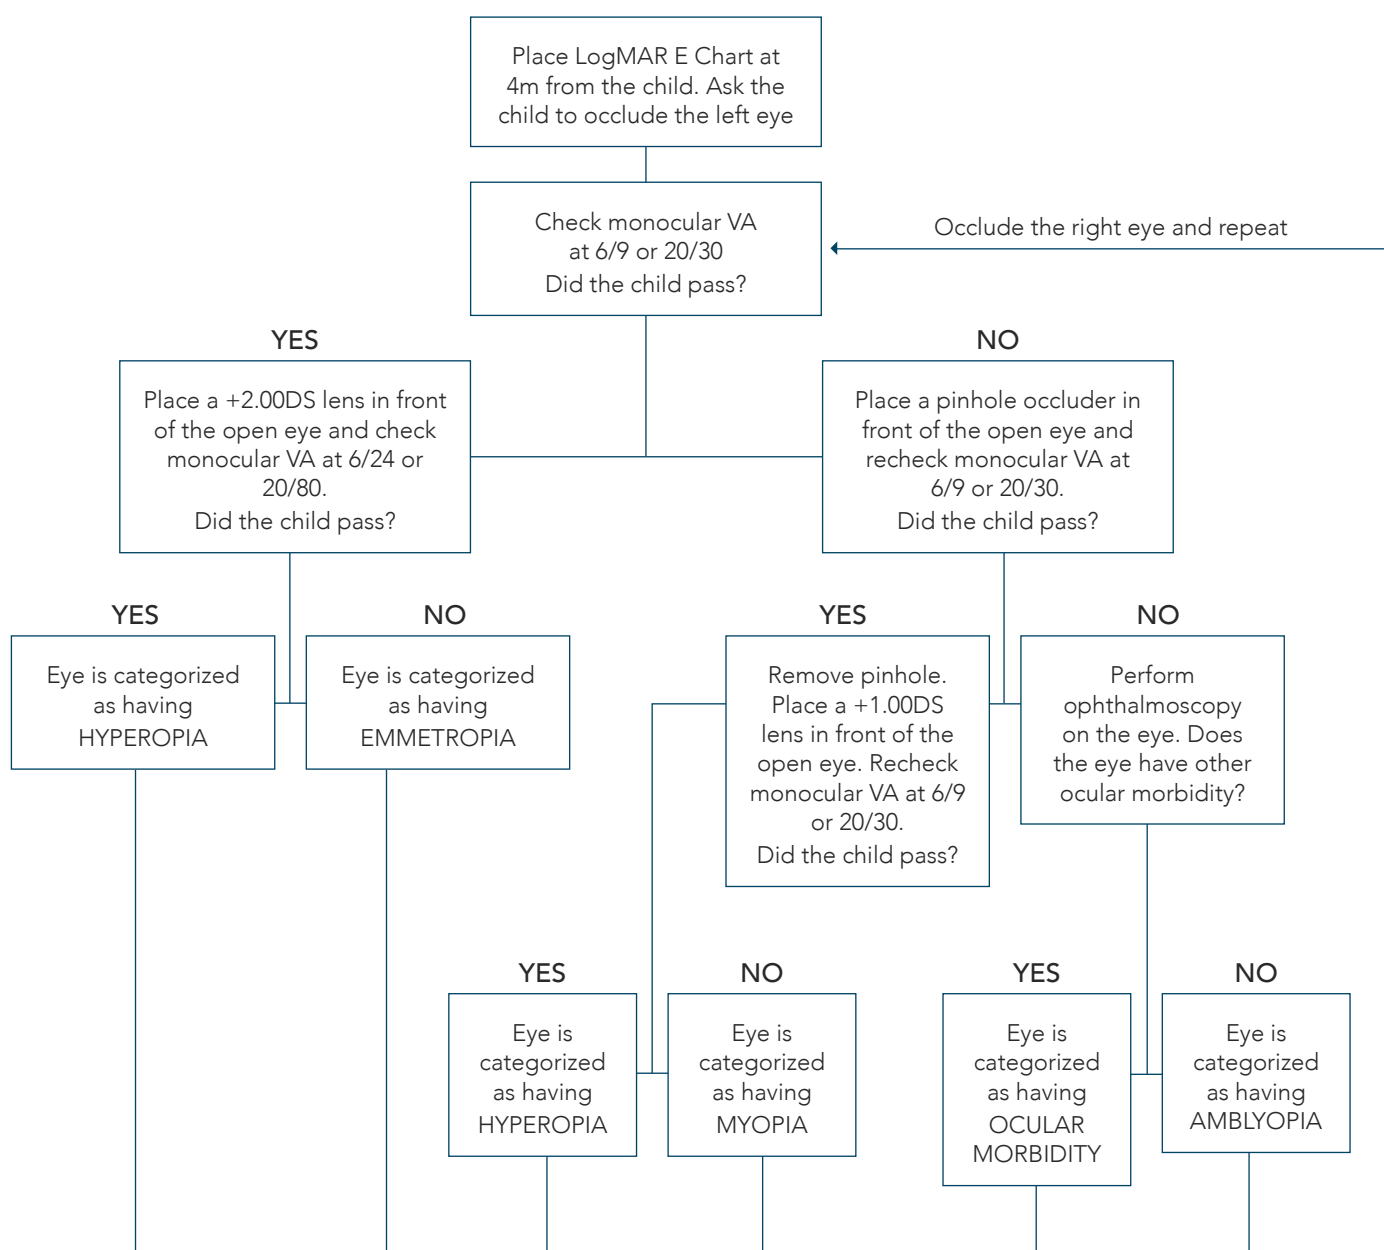 Place LogMAR E Chart at
4m from the child. Ask the
child to occlude the left eye
Check monocular VA
at 6/9 or 20/30
Did the child pass?
Occlude the right eye and repeat
YES
NO
Place a +2.00DS lens in front
of the open eye and check
monocular VA at 6/24 or
20/80.
Did the child pass?
Place a pinhole occluder in
front of the open eye and
recheck monocular VA at
6/9 or 20/30.
Did the child pass?
YES
NO
YES
NO
Eye is categorized
as having
HYPEROPIA
Eye is categorized
as having
EMMETROPIA
Remove pinhole.
Place a +1.00DS
lens in front of the
open eye. Recheck
monocular VA at 6/9
or 20/30.
Did the child pass?
Perform
ophthalmoscopy
on the eye. Does
the eye have other
ocular morbidity?
YES
NO
YES
NO
Eye is
categorized
as having
HYPEROPIA
Eye is
categorized
as having
MYOPIA
Eye is
categorized
as having
OCULAR
MORBIDITY
Eye is
categorized
as having
AMBLYOPIA